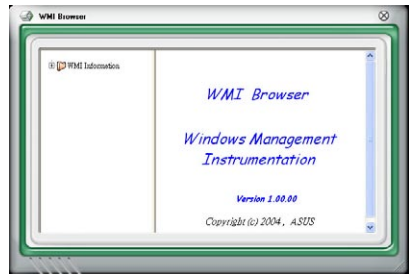 WMI Browser
WMI Information
WMI Browser
Windows Management
Instrumentation
Version 1.00.00
Copyright (c) 2004, ASUS